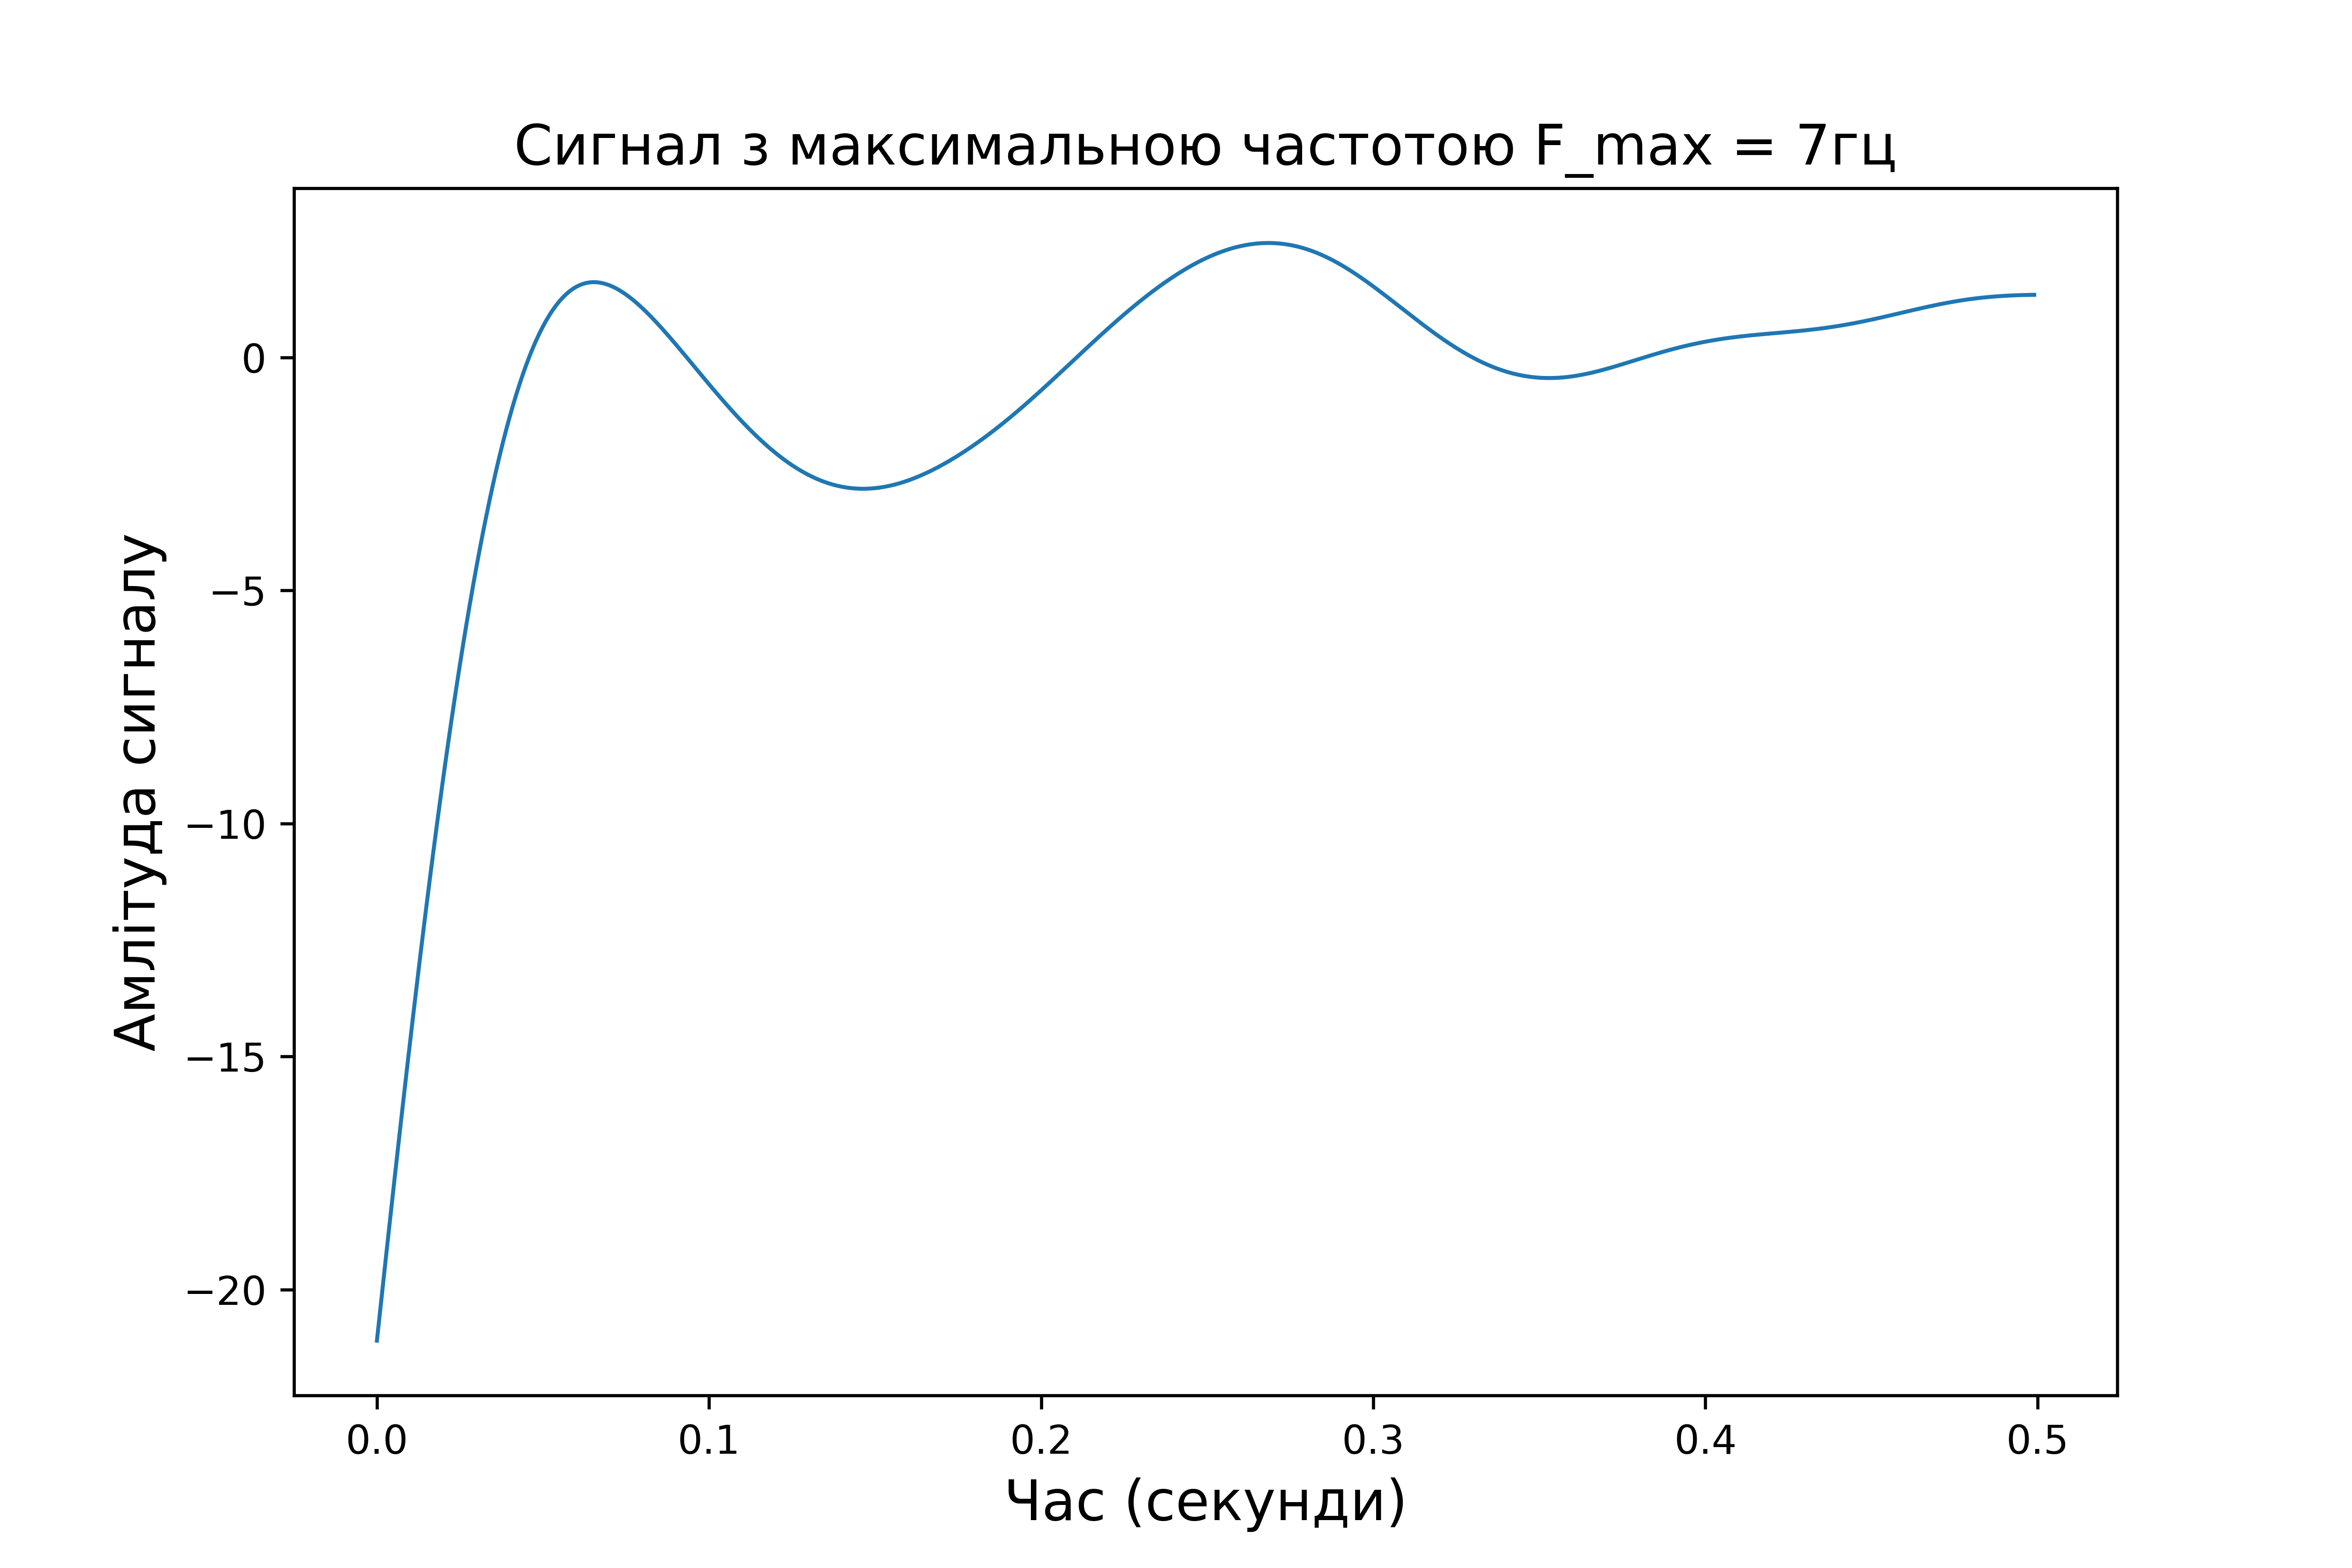 Сигнал з максимальною частотою F_max = 7гц
Амлітуда сигналу
0
−5
−10
−15
−20
0.0 0.1 0.2 0.3 0.4 0.5
Час (секунди)